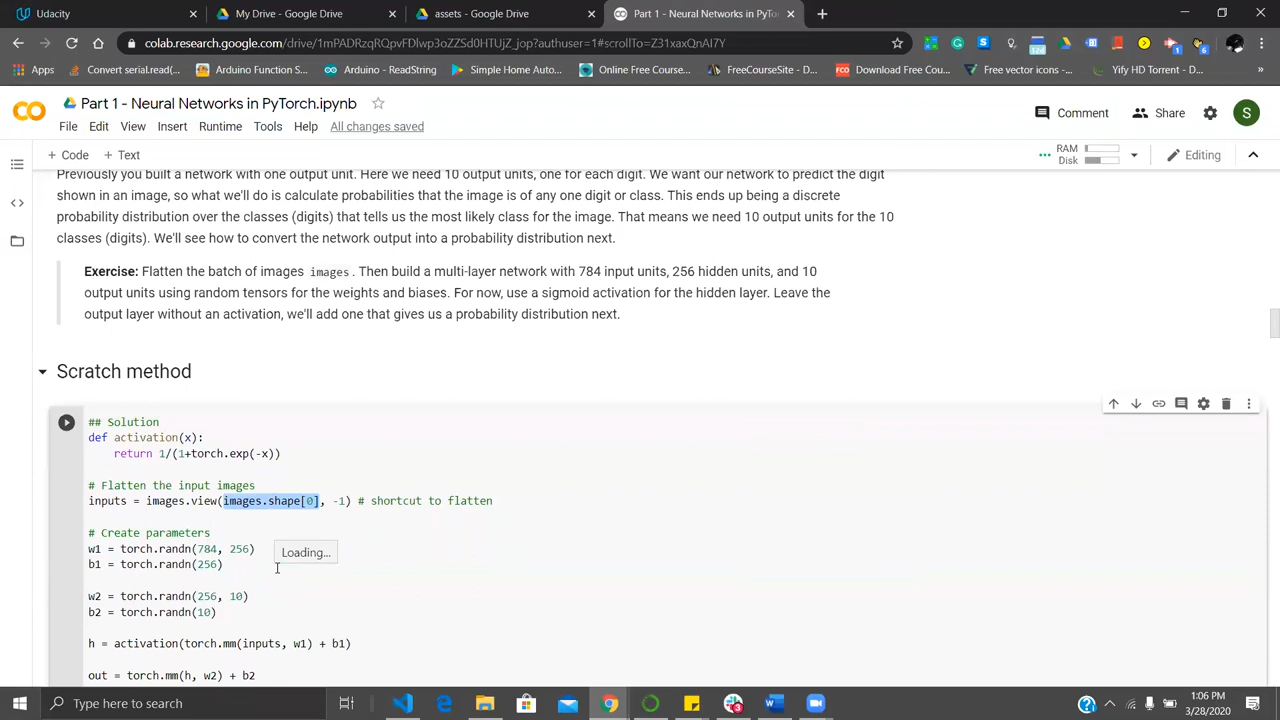 Udacity
My Drive - Google Drive
assets - Google Drive
Part 1 - Neural Networks in PyTor
colab.research.google.com/drive/1mPADRzqRQpvFDlwp3oZZSd0HTUjZ_jop?authuser=1#scrollTo=Z31xaxQnAI7Y
Apps
Convert serial.read(...
Arduino Function S...
Arduino - ReadString
Simple Home Auto...
Online Free Course...
FreeCourseSite - Do...
Download Free Cou...
Free vector icons -...
Yify HD Torrent - D...
Part 1 - Neural Networks in PyTorch.ipynb
Comment
Share
S
File Edit View Insert Runtime Tools Help All changes saved
+ Code + Text
RAM
Disk
Editing
Previously you built a network with one output unit. Here we need 10 output units, one for each digit. We want our network to predict the digit
shown in an image, so what we'll do is calculate probabilities that the image is of any one digit or class. This ends up being a discrete
probability distribution over the classes (digits) that tells us the most likely class for the image. That means we need 10 output units for the 10
classes (digits). We'll see how to convert the network output into a probability distribution next.
Exercise: Flatten the batch of images images. Then build a multi-layer network with 784 input units, 256 hidden units, and 10
output units using random tensors for the weights and biases. For now, use a sigmoid activation for the hidden layer. Leave the
output layer without an activation, we'll add one that gives us a probability distribution next.
Scratch method
## Solution
def activation(x):
return 1/(1+torch.exp(-x))
# Flatten the input images
inputs = images.view(images.shape[0], -1) # shortcut to flatten
# Create parameters
w1 = torch.randn(784, 256)
Loading...
b1 = torch.randn(256)
w2 = torch.randn(256, 10)
b2 = torch.randn(10)
h = activation(torch.mm(inputs, w1) + b1)
out = torch.mm(h, w2) + b2
Type here to search
1:06 PM
3/28/2020